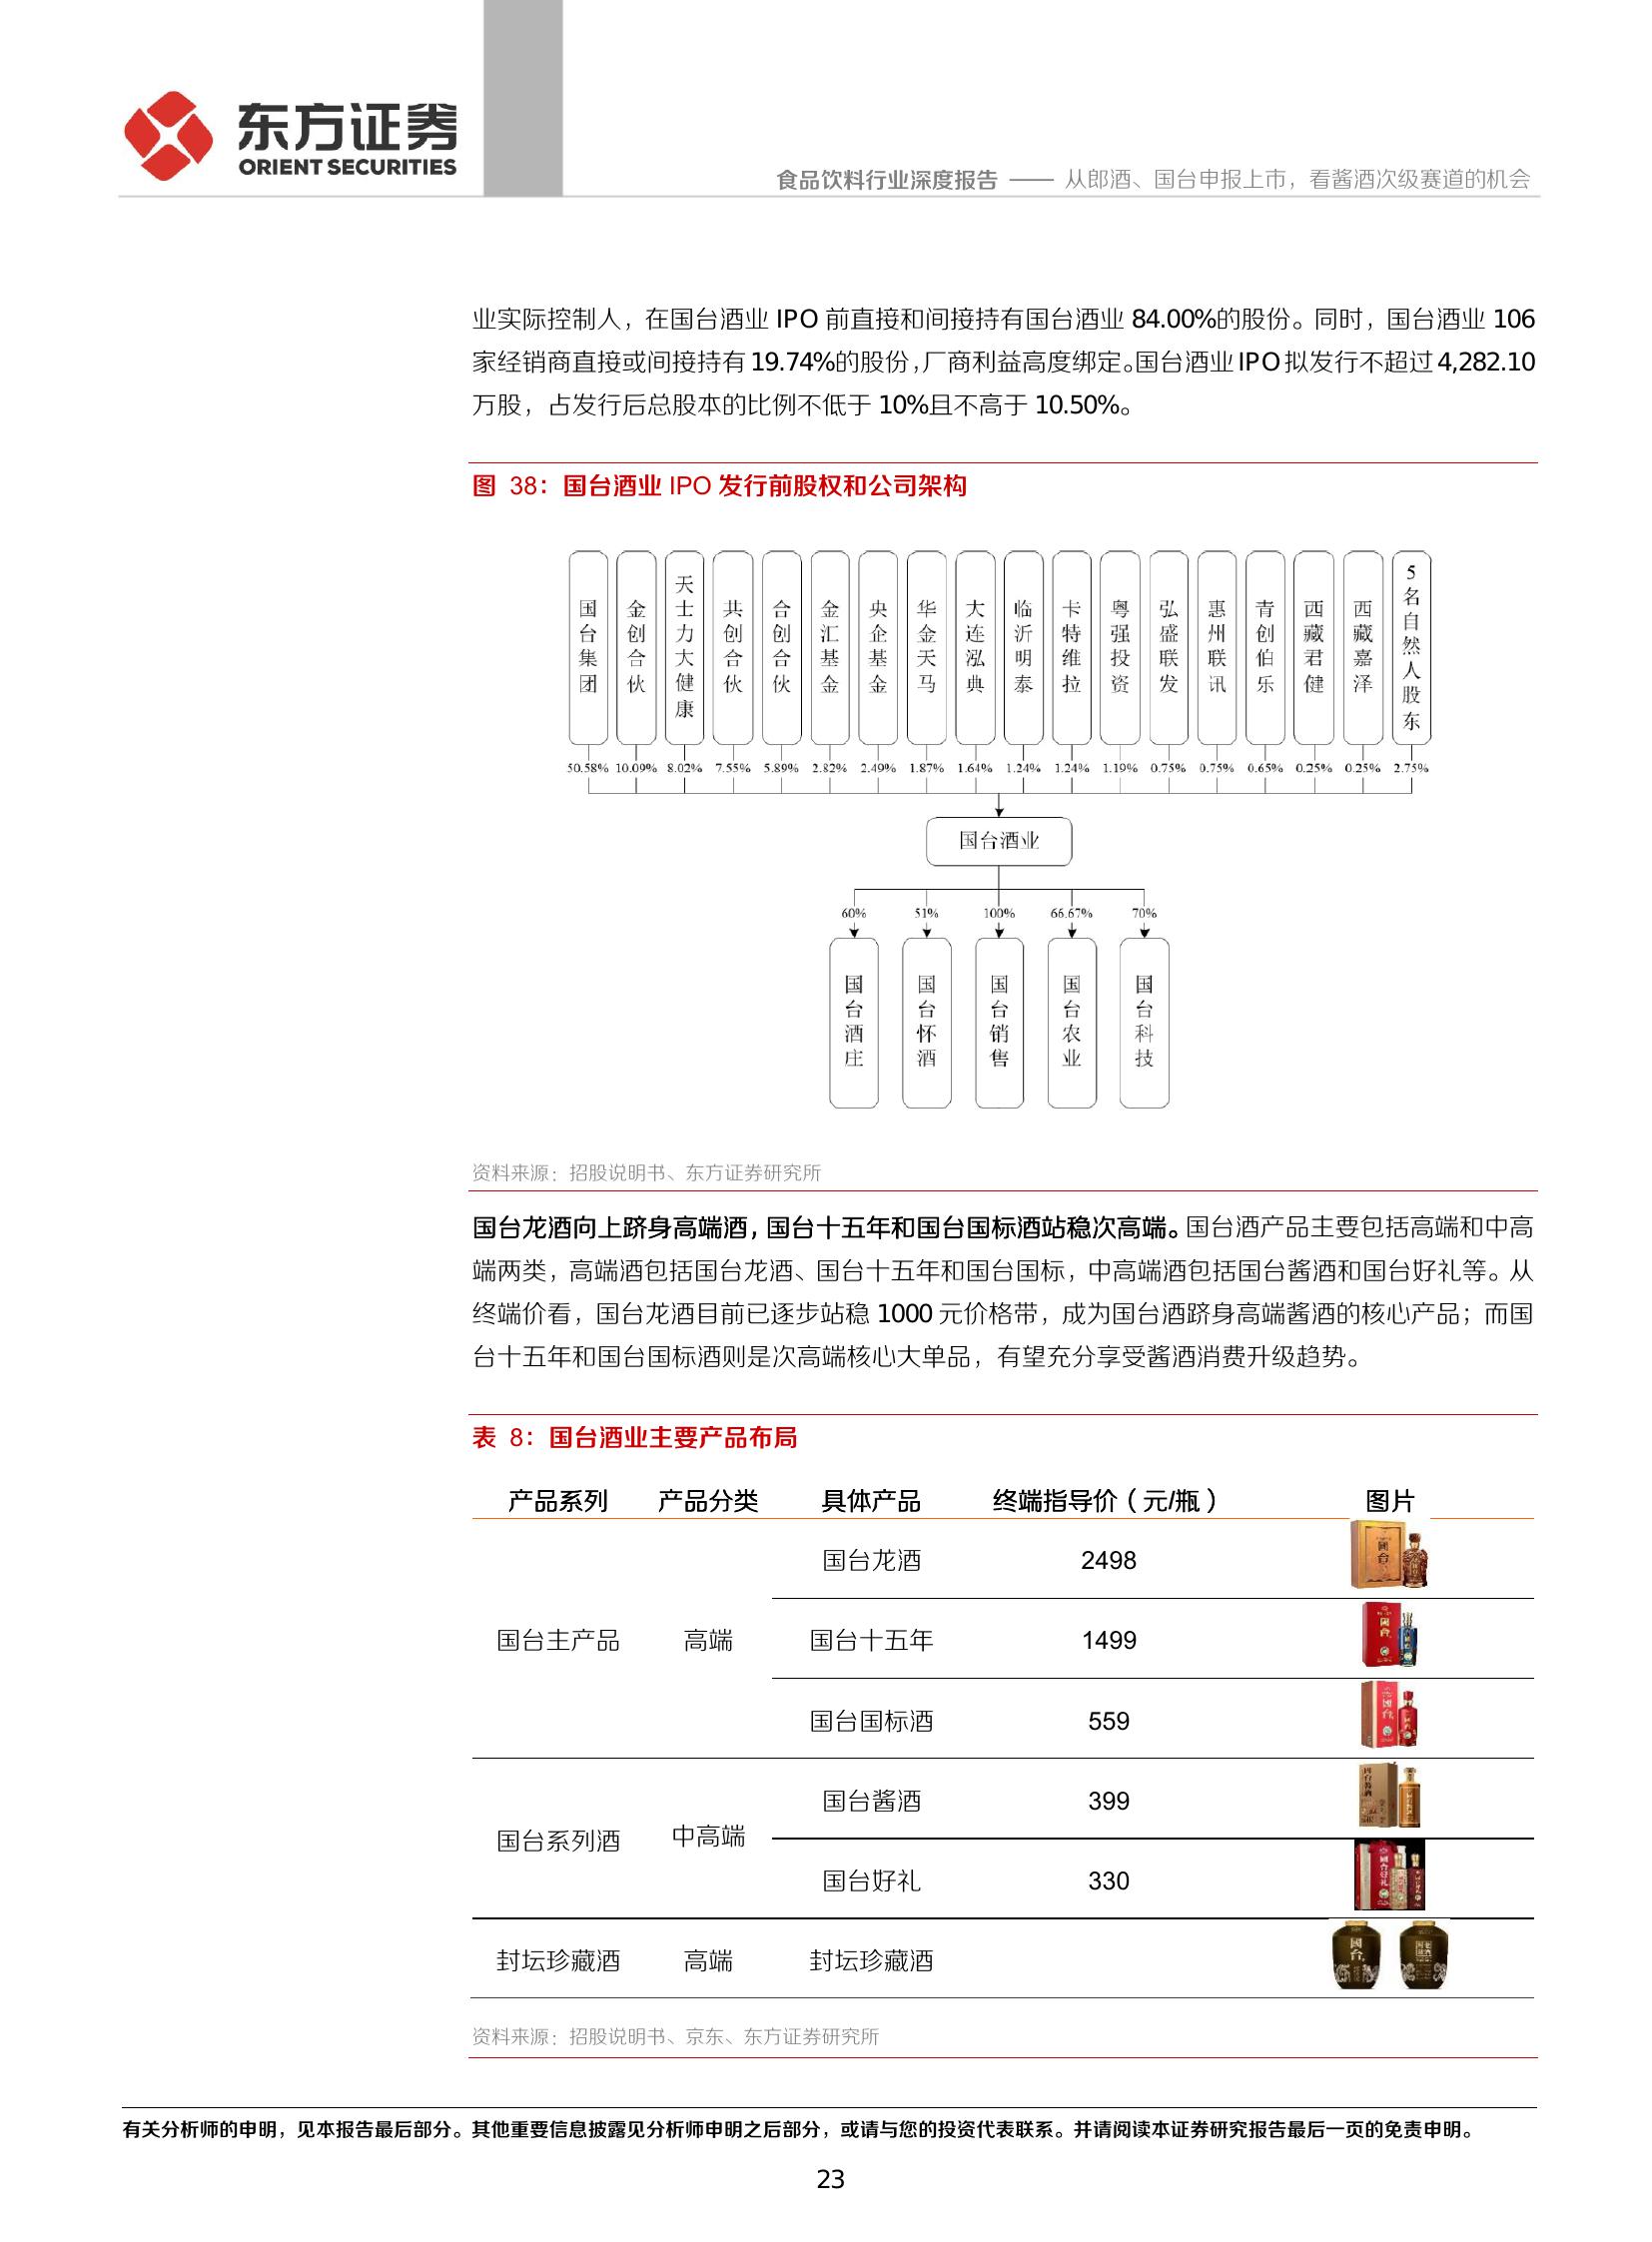 东方证券
ORIENT SECURITIES
食品饮料行业深度报告 —— 从郎酒、国台申报上市，看酱酒次级赛道的机会
业实际控制人，在国台酒业 IPO 前直接和间接持有国台酒业 84.00%的股份。同时，国台酒业 106
家经销商直接或间接持有 19.74%的股份，厂商利益高度绑定。国台酒业 IPO 拟发行不超过 4,282.10
万股，占发行后总股本的比例不低于 10%且不高于 10.50%。
图 38：国台酒业 IPO 发行前股权和公司架构
国台集团 金创合伙 天士力大健康 共创合伙 合创合伙 金汇基金 央企基金 华金天马 大连泓典 临沂明泰 卡特维拉 粤强投资 弘盛联发 惠州联讯 青创伯乐 西藏君健 西藏嘉泽 5名自然人股东
50.58% 10.09% 8.02% 7.55% 5.89% 2.82% 2.49% 1.87% 1.64% 1.24% 1.24% 1.19% 0.75% 0.75% 0.65% 0.25% 0.25% 2.75%
国台酒业
60% 51% 100% 66.67% 70%
国台酒庄 国台怀酒 国台销售 国台农业 国台科技
资料来源：招股说明书、东方证券研究所
国台龙酒向上跻身高端酒，国台十五年和国台国标酒站稳次高端。国台酒产品主要包括高端和中高
端两类，高端酒包括国台龙酒、国台十五年和国台国标，中高端酒包括国台酱酒和国台好礼等。从
终端价看，国台龙酒目前已逐步站稳 1000 元价格带，成为国台酒跻身高端酱酒的核心产品；而国
台十五年和国台国标酒则是次高端核心大单品，有望充分享受酱酒消费升级趋势。
表 8：国台酒业主要产品布局
产品系列 产品分类 具体产品 终端指导价（元/瓶） 图片
国台龙酒 2498
国台主产品 高端 国台十五年 1499
国台国标酒 559
国台酱酒 399
国台系列酒 中高端
国台好礼 330
封坛珍藏酒 高端 封坛珍藏酒
资料来源：招股说明书、京东、东方证券研究所
有关分析师的申明，见本报告最后部分。其他重要信息披露见分析师申明之后部分，或请与您的投资代表联系。并请阅读本证券研究报告最后一页的免责申明。
23